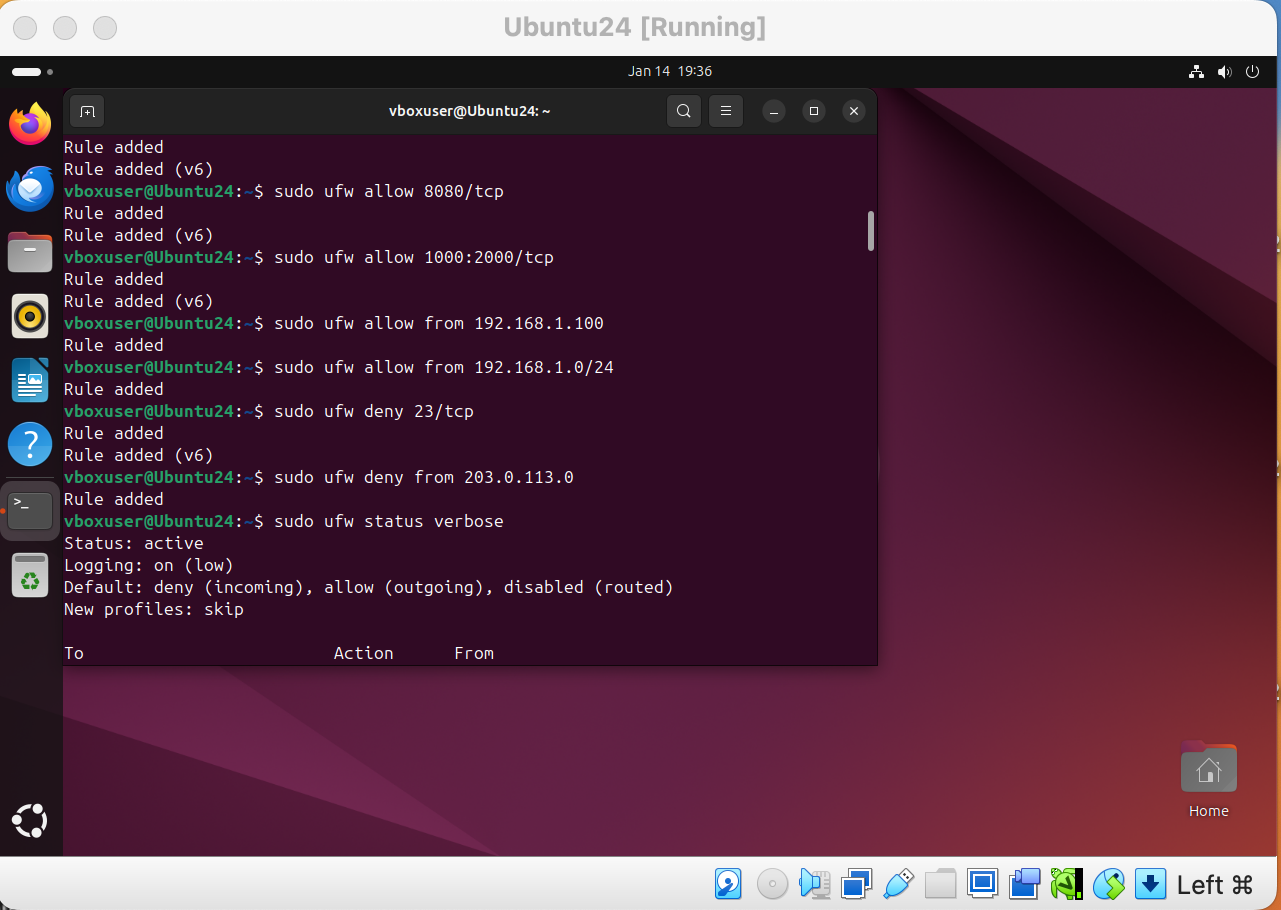 Ubuntu24 [Running]
Jan 14 19:36
vboxuser@Ubuntu24: ~
Rule added
Rule added (v6)
vboxuser@Ubuntu24:~$ sudo ufw allow 8080/tcp
Rule added
Rule added (v6)
vboxuser@Ubuntu24:~$ sudo ufw allow 1000:2000/tcp
Rule added
Rule added (v6)
vboxuser@Ubuntu24:~$ sudo ufw allow from 192.168.1.100
Rule added
vboxuser@Ubuntu24:~$ sudo ufw allow from 192.168.1.0/24
Rule added
vboxuser@Ubuntu24:~$ sudo ufw deny 23/tcp
Rule added
Rule added (v6)
vboxuser@Ubuntu24:~$ sudo ufw deny from 203.0.113.0
Rule added
vboxuser@Ubuntu24:~$ sudo ufw status verbose
Status: active
Logging: on (low)
Default: deny (incoming), allow (outgoing), disabled (routed)
New profiles: skip
To Action From
Home
Left ⌘